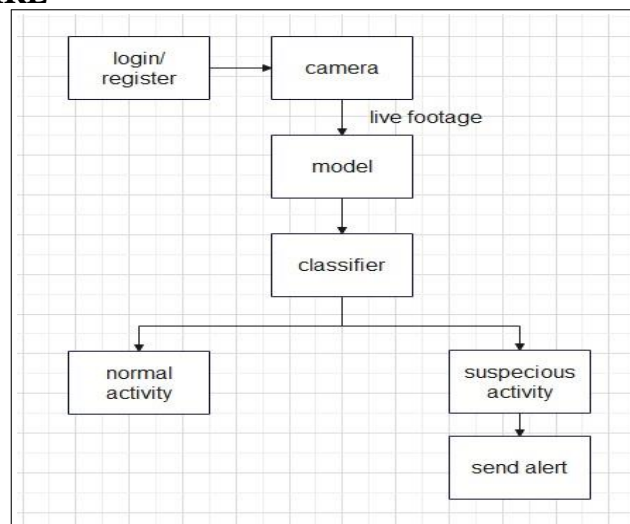 login/
register
camera
live footage
model
classifier
normal
activity
suspecious
activity
send alert